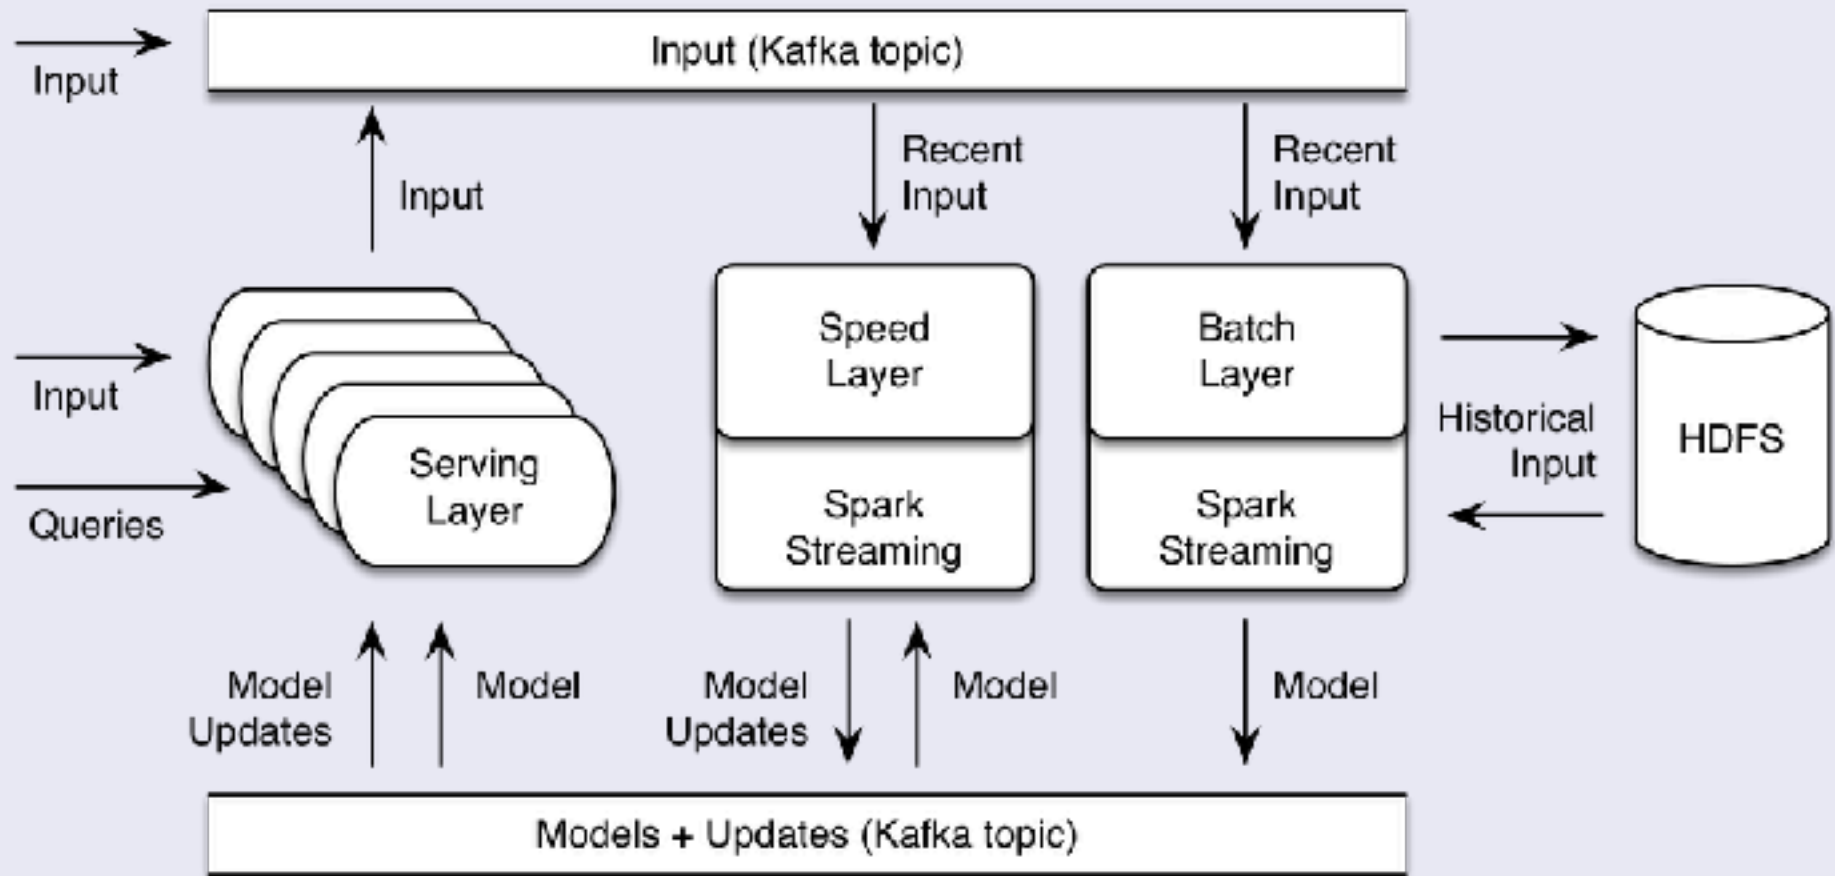 Input (Kafka topic)
Input
Input
Recent
Input
Recent
Input
Input
Queries
Serving
Layer
Speed
Layer
Spark
Streaming
Batch
Layer
Spark
Streaming
Historical
Input
HDFS
Model
Updates
Model
Model
Updates
Model
Model
Models + Updates (Kafka topic)